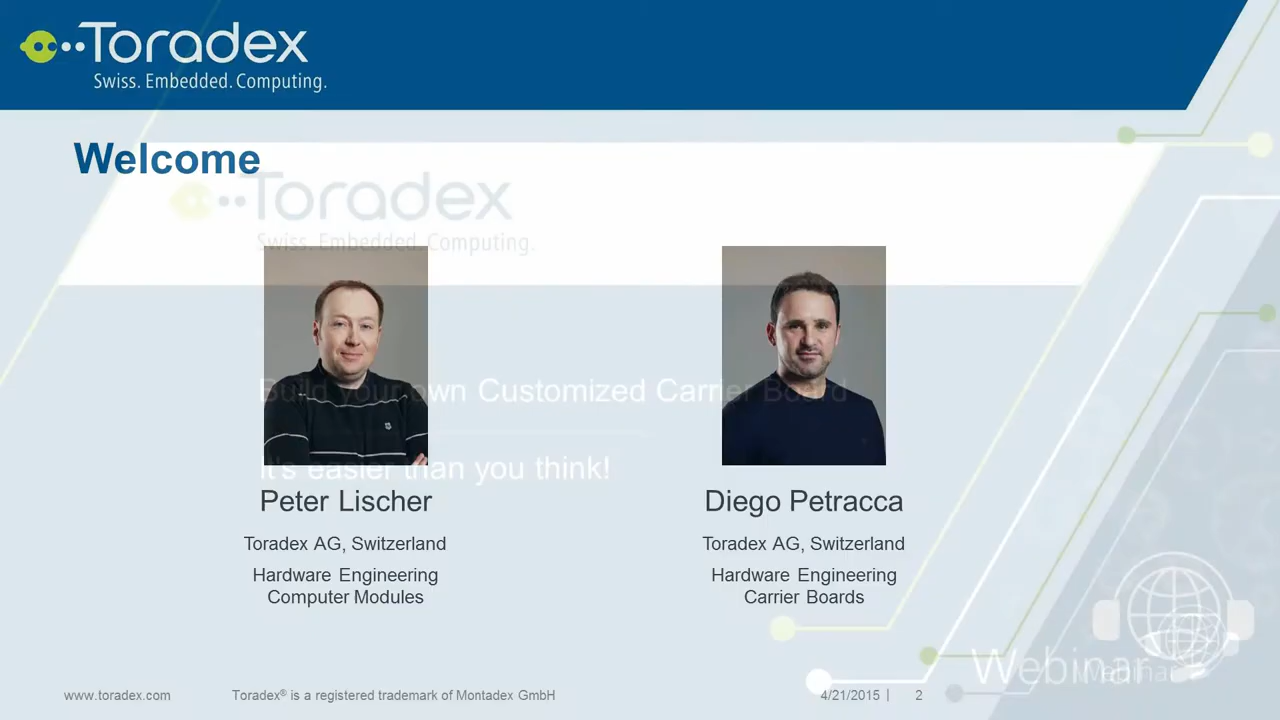 Toradex
Swiss. Embedded. Computing.
Welcome
Toradex
Swiss. Embedded. Computing.
Build your own Customized Carrier Board
It's easier than you think!
Peter Lischer
Diego Petracca
Toradex AG, Switzerland
Toradex AG, Switzerland
Hardware Engineering
Computer Modules
Hardware Engineering
Carrier Boards
Webinar
Webinar
www.toradex.com
Toradex® is a registered trademark of Montadex GmbH
4/21/2015 | 2